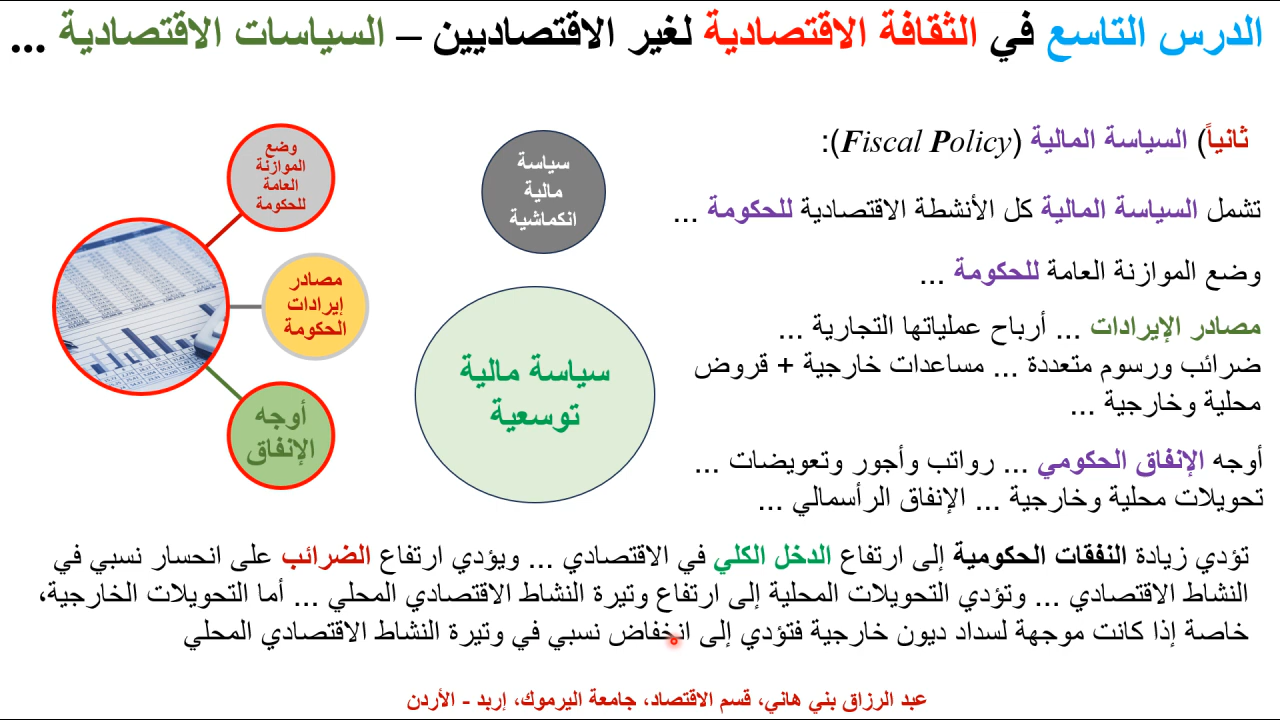 الدرس التاسع في الثقافة الاقتصادية لغير الاقتصاديين – السياسات الاقتصادية ...
ثانياً) السياسة المالية (Fiscal Policy):
تشمل السياسة المالية كل الأنشطة الاقتصادية للحكومة ...
وضع الموازنة العامة للحكومة ...
مصادر الإيرادات ... أرباح عملياتها التجارية ...
ضرائب ورسوم متعددة ... مساعدات خارجية + قروض
محلية وخارجية ...
أوجه الإنفاق الحكومي ... رواتب وأجور وتعويضات ...
تحويلات محلية وخارجية ... الإنفاق الرأسمالي ...
سياسة
مالية
انكماشية
سياسة مالية
توسعية
وضع
الموازنة
العامة
للحكومة
مصادر
إيرادات
الحكومة
أوجه
الإنفاق
تؤدي زيادة النفقات الحكومية إلى ارتفاع الدخل الكلي في الاقتصادي ... ويؤدي ارتفاع الضرائب على انحسار نسبي في
النشاط الاقتصادي ... وتؤدي التحويلات المحلية إلى ارتفاع وتيرة النشاط الاقتصادي المحلي ... أما التحويلات الخارجية،
خاصة إذا كانت موجهة لسداد ديون خارجية فتؤدي إلى انخفاض نسبي في وتيرة النشاط الاقتصادي المحلي
عبد الرزاق بني هاني، قسم الاقتصاد، جامعة اليرموك، إربد - الأردن